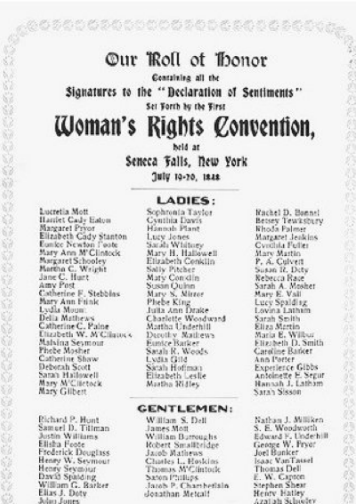 Our Roll of Honor
Containing all the
Signatures to the "Declaration of Sentiments"
Set Forth by the First
Woman's Rights Convention,
held at
Seneca Falls, New York
July 19-20, 1848
LADIES:
Lucretia Mott
Harriet Cady Eaton
Margaret Pryor
Elizabeth Cady Stanton
Eunice Newton Foote
Mary Ann M'Clintock
Margaret Schooley
Martha C. Wright
Jane C. Hunt
Amy Post
Catherine F. Stebbins
Mary Ann Frink
Lydia Mount
Delia Mathews
Catherine C. Paine
Elizabeth W. M'Clintock
Malvina Seymour
Phebe Mosher
Catherine Shaw
Deborah Scott
Sarah Hallowell
Mary M'Clintock
Mary Gilbert
Sophronia Taylor
Cynthia Davis
Hannah Plant
Lucy Jones
Sarah Whitney
Mary H. Hallowell
Elizabeth Conklin
Sally Pitcher
Mary Conklin
Susan Quinn
Mary S. Mirror
Phebe King
Julia Ann Drake
Charlotte Woodward
Martha Underhill
Dorothy Mathews
Eunice Barker
Sarah R. Woods
Lydia Gild
Sarah Hoffman
Elizabeth Leslie
Martha Ridley
Rachel D. Bonnel
Betsey Tewksbury
Rhoda Palmer
Margaret Jenkins
Cynthia Fuller
Mary Martin
P. A. Culvert
Susan R. Doty
Rebecca Race
Sarah A. Mosher
Mary E. Vail
Lucy Spalding
Lovina Latham
Sarah Smith
Eliza Martin
Maria E. Wilbur
Elizabeth D. Smith
Caroline Barker
Ann Porter
Experience Gibbs
Antoinette E. Segur
Hannah J. Latham
Sarah Sisson
GENTLEMEN:
Richard P. Hunt
Samuel D. Tillman
Justin Williams
Elisha Foote
Frederick Douglass
Henry W. Seymour
Henry Seymour
David Spalding
William G. Barker
Elias J. Doty
John Jones
William S. Dell
James Mott
William Burroughs
Robert Smallbridge
Jacob Mathews
Charles L. Hoskins
Thomas M'Clintock
Saron Phillips
Jacob P. Chamberlain
Jonathan Metcalf
Nathan J. Milliken
S. E. Woodworth
Edward F. Underhill
George W. Pryor
Joel Bunker
Isaac VanTassel
Thomas Dell
E. W. Capron
Stephen Shear
Henry Hatley
Azaliah Schooley